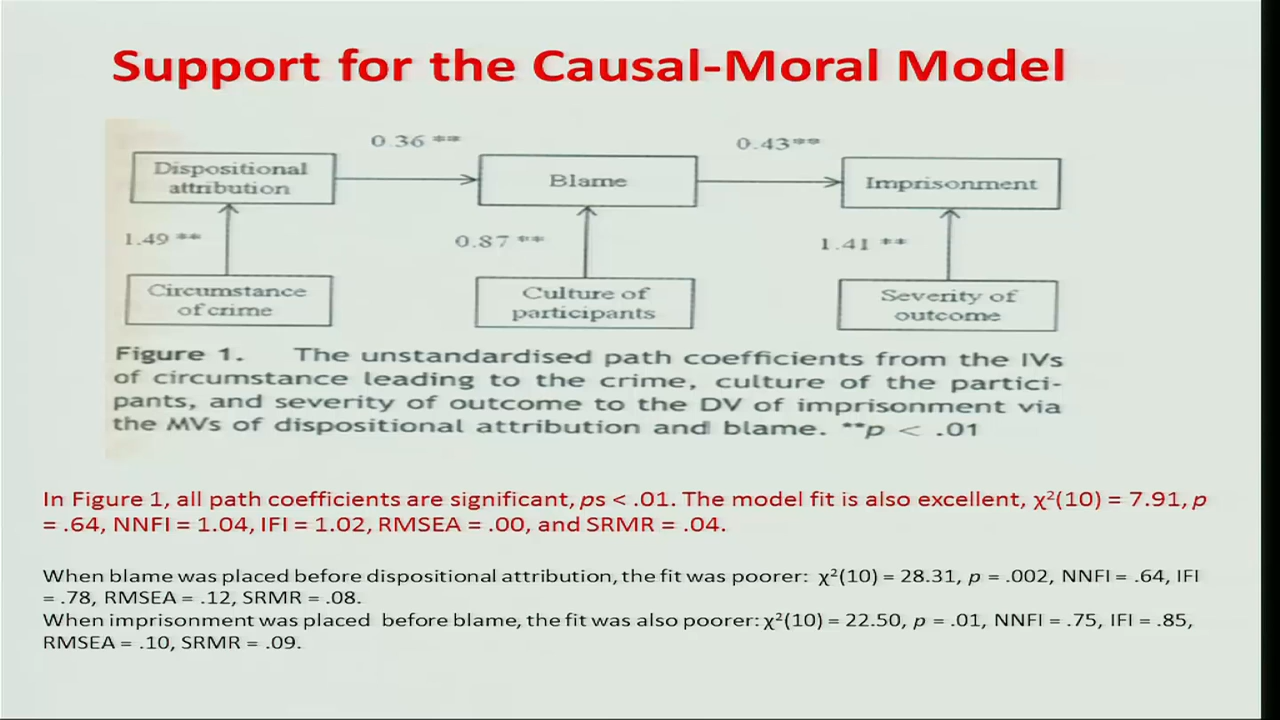 Support for the Causal-Moral Model
0.36 **
0.43**
Dispositional
attribution
Blame
Imprisonment
1.49 **
0.87 **
1.41 **
Circumstance
of crime
Culture of
participants
Severity of
outcome
Figure 1. The unstandardised path coefficients from the IVs
of circumstance leading to the crime, culture of the partici-
pants, and severity of outcome to the DV of imprisonment via
the MVs of dispositional attribution and blame. **p < .01
In Figure 1, all path coefficients are significant, ps < .01. The model fit is also excellent, χ²(10) = 7.91, p
= .64, NNFI = 1.04, IFI = 1.02, RMSEA = .00, and SRMR = .04.
When blame was placed before dispositional attribution, the fit was poorer: χ²(10) = 28.31, p = .002, NNFI = .64, IFI
= .78, RMSEA = .12, SRMR = .08.
When imprisonment was placed before blame, the fit was also poorer: χ²(10) = 22.50, p = .01, NNFI = .75, IFI = .85,
RMSEA = .10, SRMR = .09.